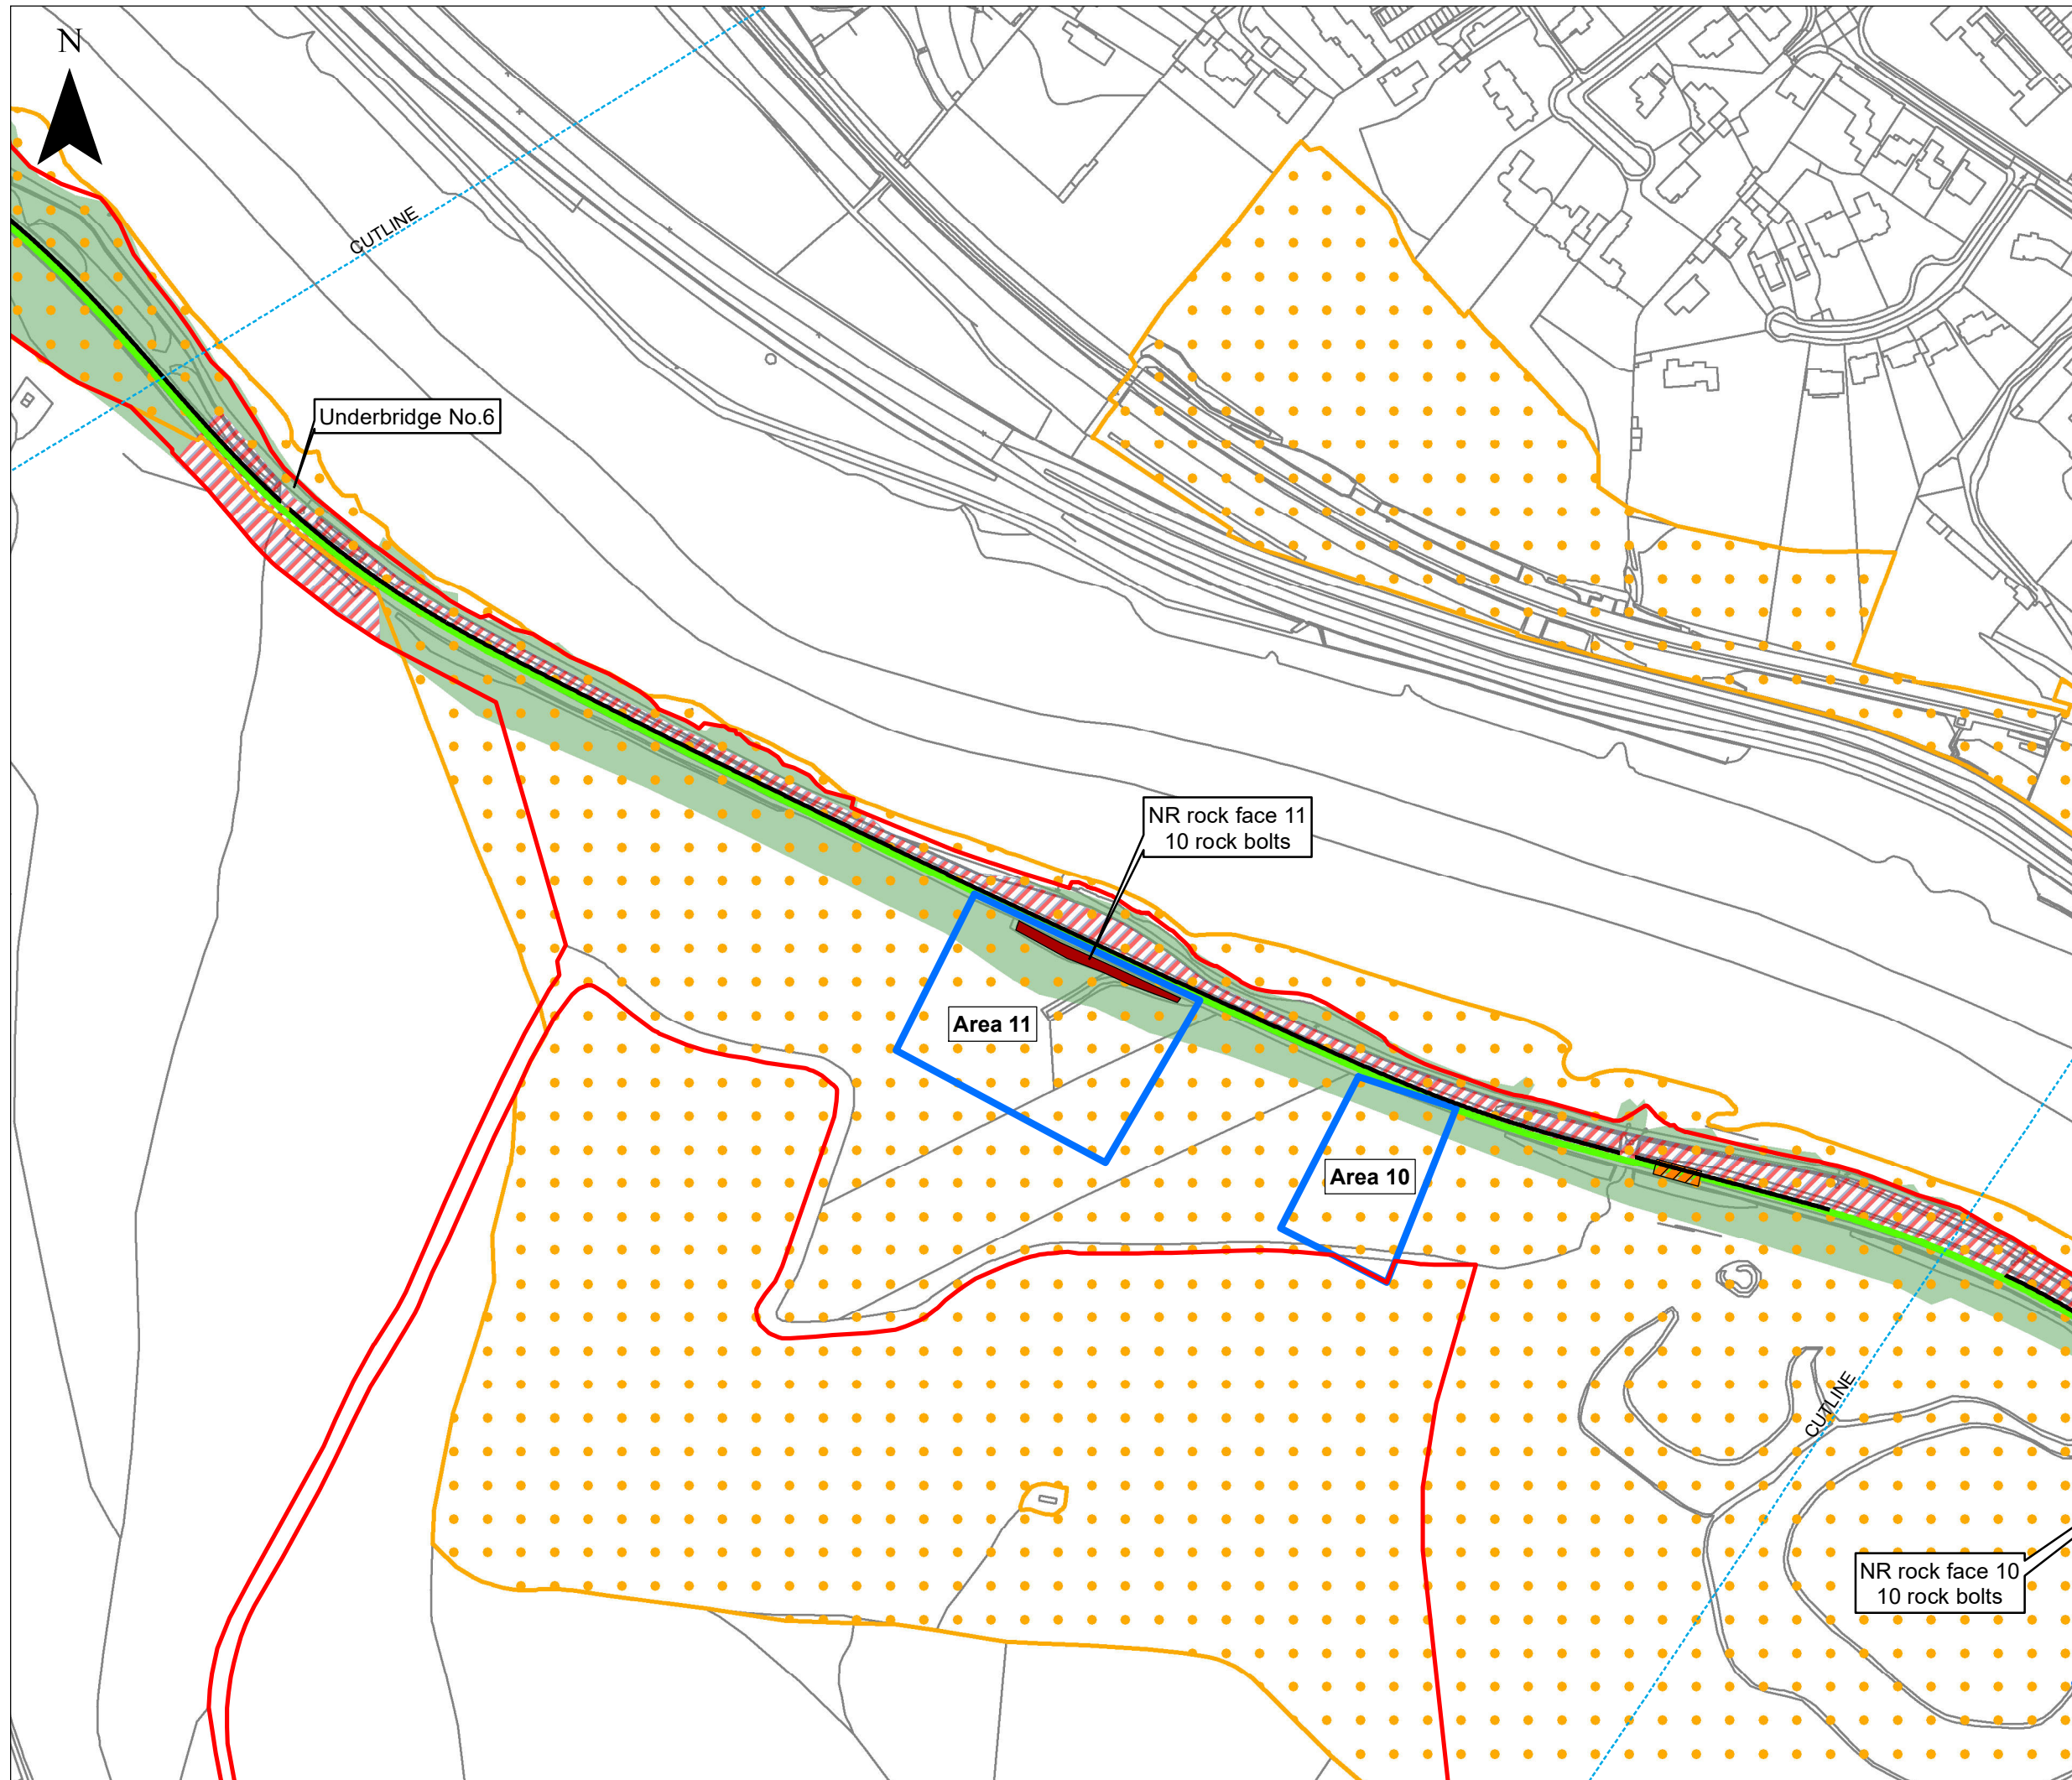 N
CUTLINE
Underbridge No.6
NR rock face 11
10 rock bolts
Area 11
Area 10
CUTLINE
NR rock face 10
10 rock bolts